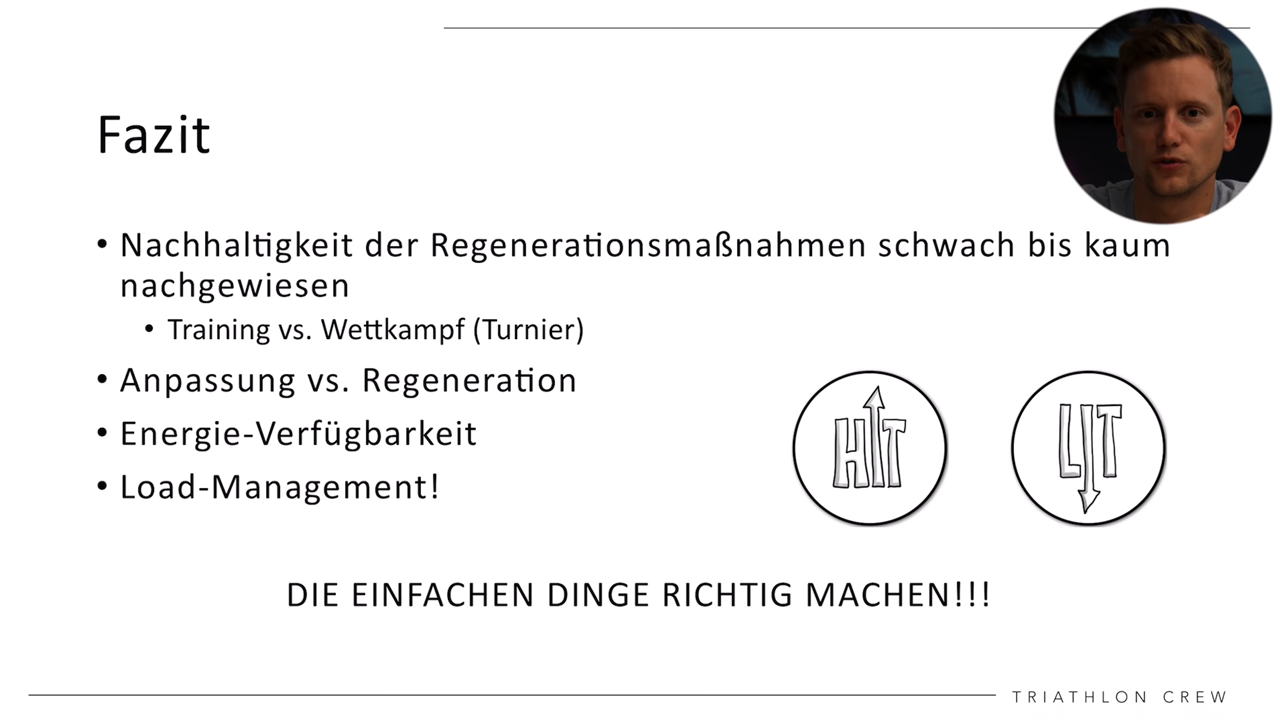 Fazit
• Nachhaltigkeit der Regenerationsmaßnahmen schwach bis kaum
nachgewiesen
• Training vs. Wettkampf (Turnier)
• Anpassung vs. Regeneration
• Energie-Verfügbarkeit
• Load-Management!
HIT
LIT
DIE EINFACHEN DINGE RICHTIG MACHEN!!!
TRIATHLON CREW